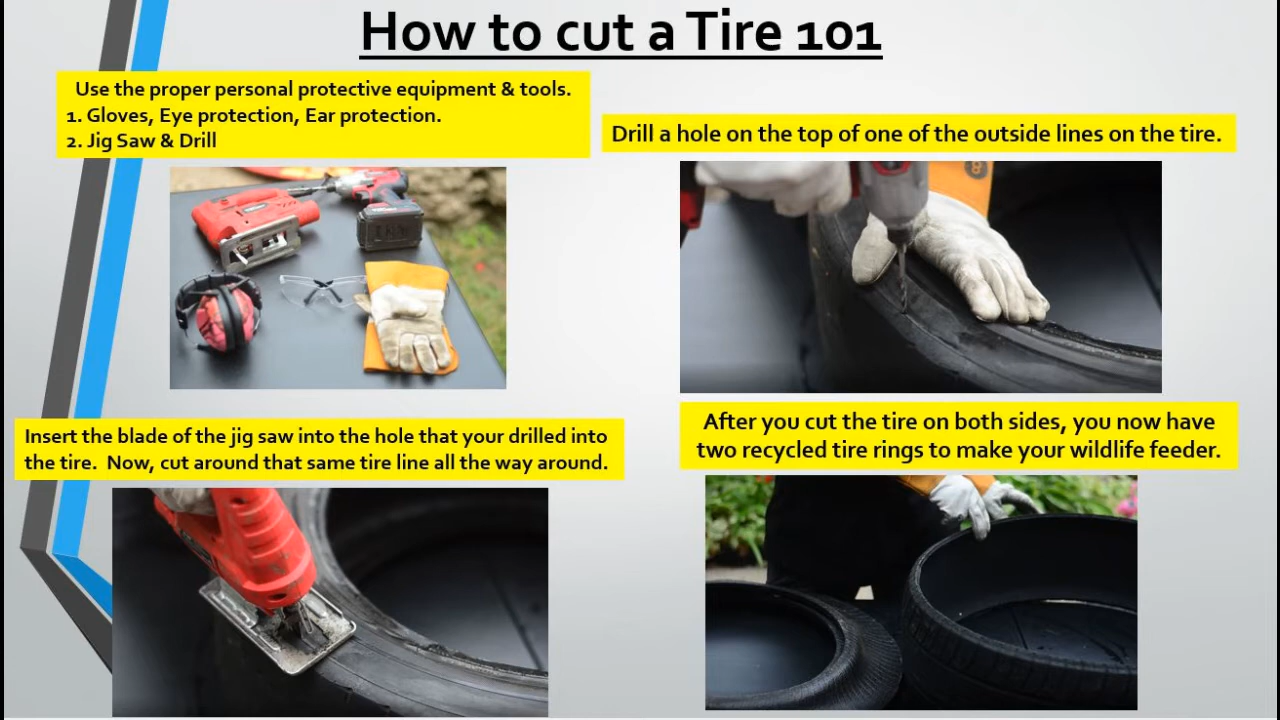 How to cut a Tire 101
Use the proper personal protective equipment & tools.
1. Gloves, Eye protection, Ear protection.
2. Jig Saw & Drill
Drill a hole on the top of one of the outside lines on the tire.
Insert the blade of the jig saw into the hole that your drilled into
the tire. Now, cut around that same tire line all the way around.
After you cut the tire on both sides, you now have
two recycled tire rings to make your wildlife feeder.